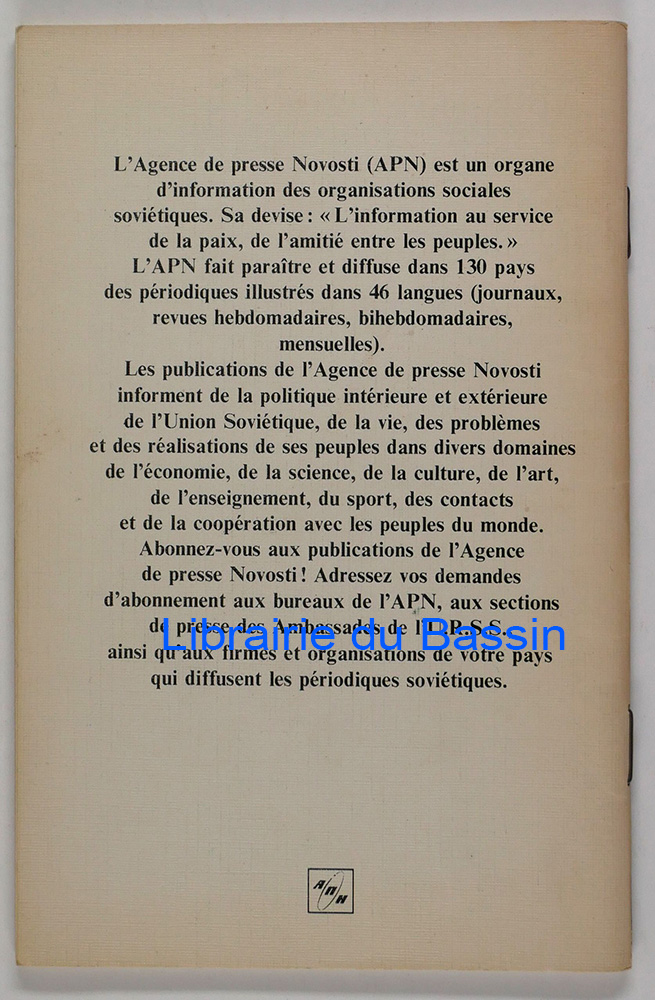 L'Agence de presse Novosti (APN) est un organe
d'information des organisations sociales
soviétiques. Sa devise : « L'information au service
de la paix, de l'amitié entre les peuples. »
L'APN fait paraître et diffuse dans 130 pays
des périodiques illustrés dans 46 langues (journaux,
revues hebdomadaires, bihebdomadaires,
mensuelles).
Les publications de l'Agence de presse Novosti
informent de la politique intérieure et extérieure
de l'Union Soviétique, de la vie, des problèmes
et des réalisations de ses peuples dans divers domaines
de l'économie, de la science, de la culture, de l'art,
de l'enseignement, du sport, des contacts
et de la coopération avec les peuples du monde.
Abonnez-vous aux publications de l'Agence
de presse Novosti ! Adressez vos demandes
d'abonnement aux bureaux de l'APN, aux sections
de presse des Ambassades de l'U.R.S.S.
Librairie du Bassin
ainsi qu'aux firmes et organisations de votre pays
qui diffusent les périodiques soviétiques.
АПН